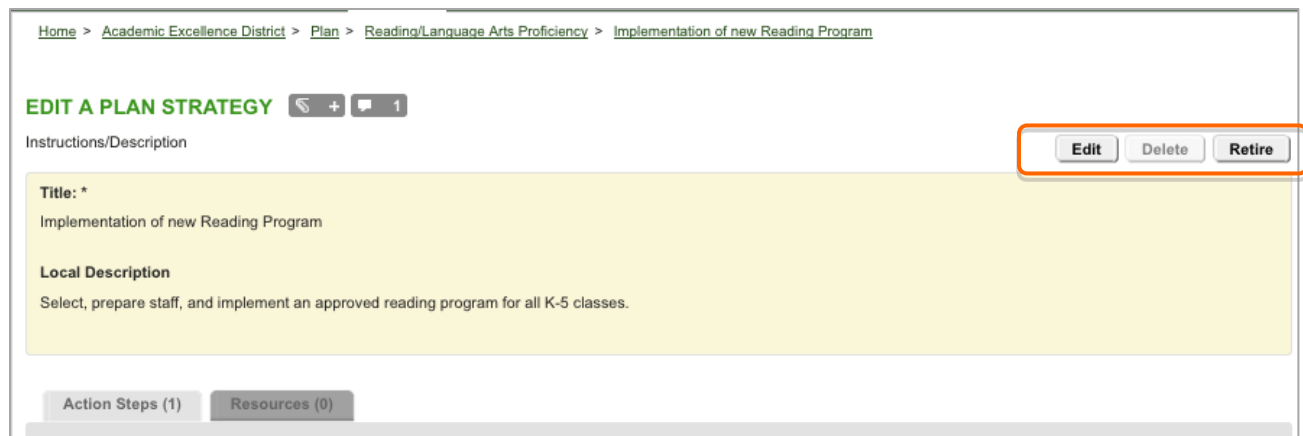 Home > Academic Excellence District > Plan > Reading/Language Arts Proficiency > Implementation of new Reading Program
EDIT A PLAN STRATEGY + 1
Instructions/Description
Edit Delete Retire
Title: *
Implementation of new Reading Program
Local Description
Select, prepare staff, and implement an approved reading program for all K-5 classes.
Action Steps (1) Resources (0)